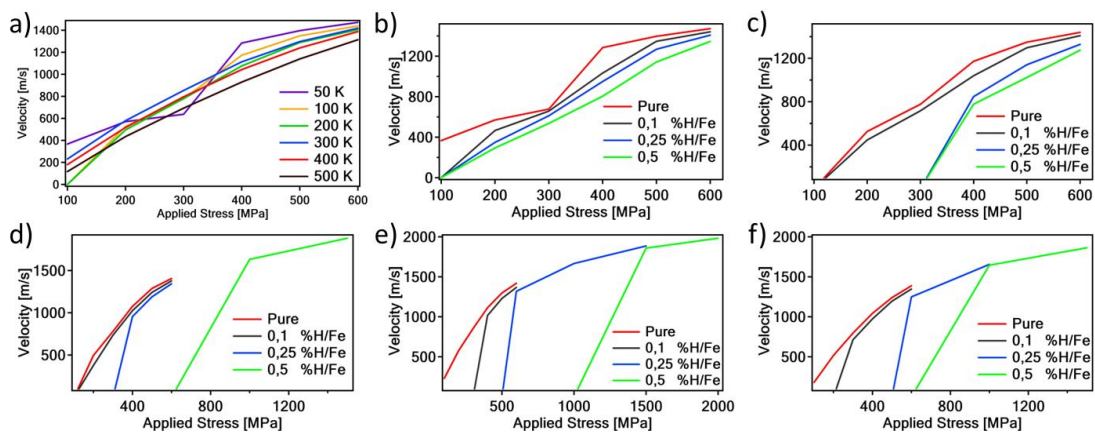 a)
1400
1200
1000
800
600
400
200
0
Velocity [m/s]
50 K
100 K
200 K
300 K
400 K
500 K
100 200 300 400 500 600
Applied Stress [MPa]
b)
1200
800
400
0
Velocity [m/s]
Pure
0,1 %H/Fe
0,25 %H/Fe
0,5 %H/Fe
100 200 300 400 500 600
Applied Stress [MPa]
c)
1200
800
400
Velocity [m/s]
Pure
0,1 %H/Fe
0,25 %H/Fe
0,5 %H/Fe
100 200 300 400 500 600
Applied Stress [MPa]
d)
1500
1000
500
Velocity [m/s]
Pure
0,1 %H/Fe
0,25 %H/Fe
0,5 %H/Fe
400 800 1200
Applied Stress [MPa]
e)
2000
1500
1000
500
Velocity [m/s]
Pure
0,1 %H/Fe
0,25 %H/Fe
0,5 %H/Fe
500 1000 1500 2000
Applied Stress [MPa]
f)
2000
1500
1000
500
Velocity [m/s]
Pure
0,1 %H/Fe
0,25 %H/Fe
0,5 %H/Fe
400 800 1200
Applied Stress [MPa]